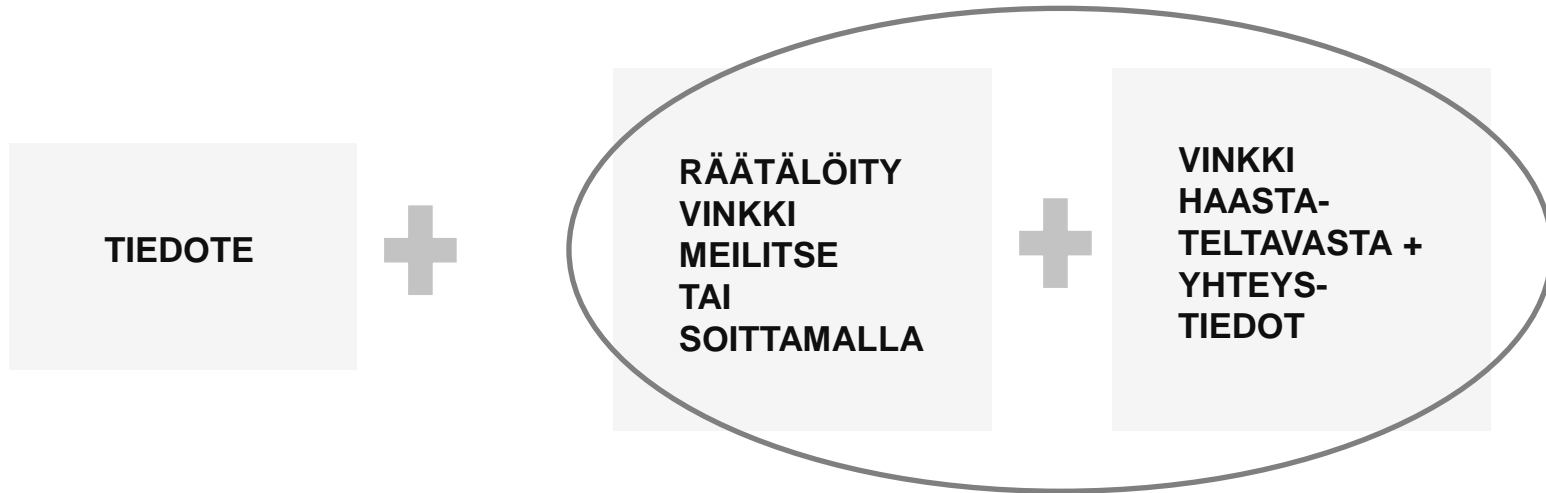 TIEDOTE
RÄÄTÄLÖITY
VINKKI
MEILITSE
TAI
SOITTAMALLA
VINKKI
HAASTA-
TELTAVASTA +
YHTEYS-
TIEDOT